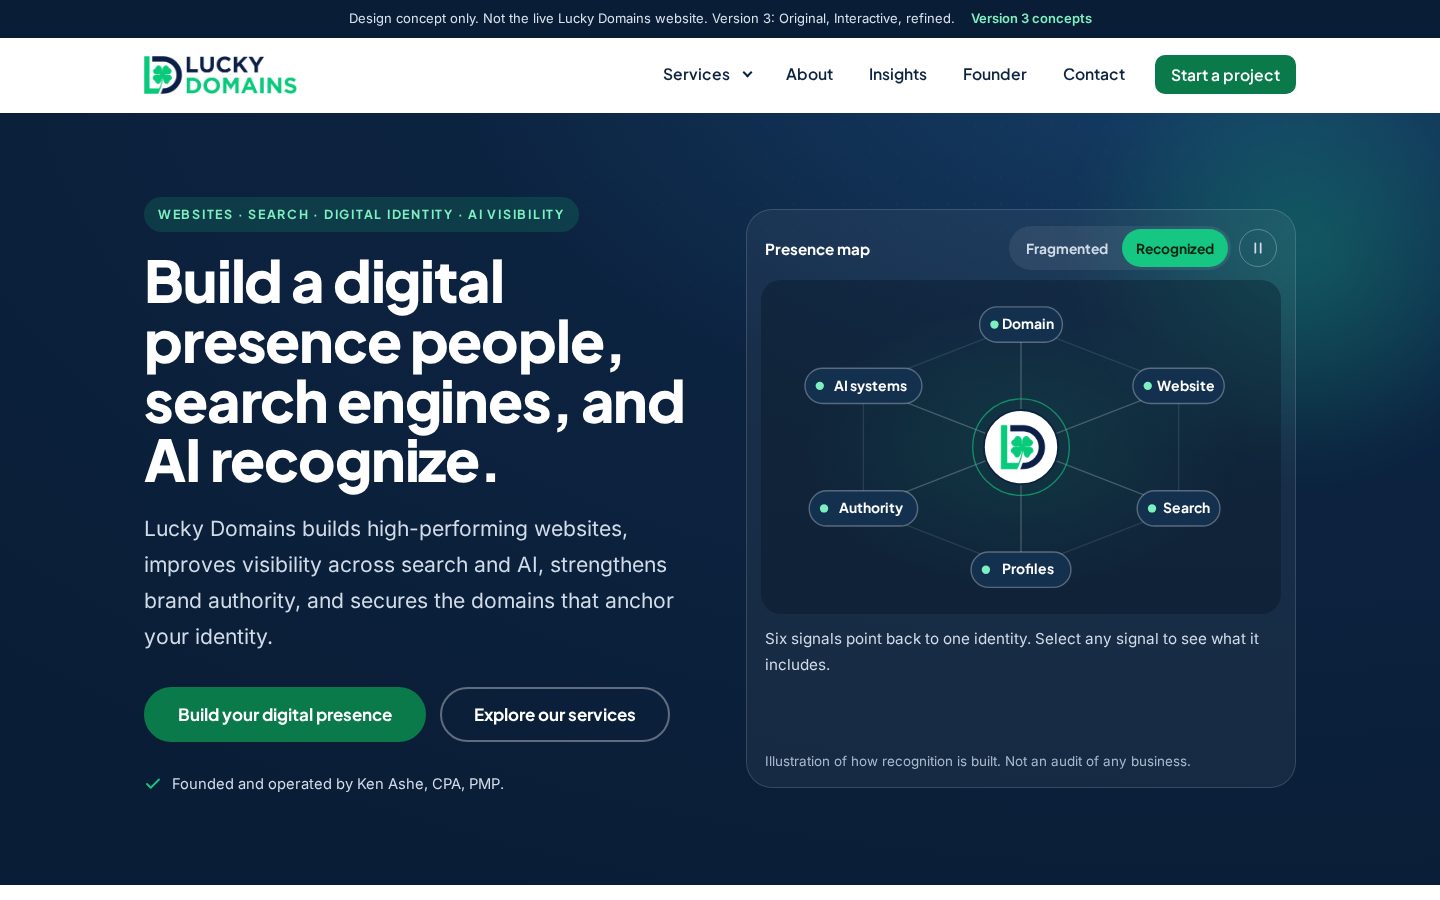 Design concept only. Not the live Lucky Domains website. Version 3: Original, Interactive, refined. Version 3 concepts
LUCKY
DOMAINS
Services
About
Insights
Founder
Contact
Start a project
WEBSITES · SEARCH · DIGITAL IDENTITY · AI VISIBILITY
Build a digital
presence people,
search engines, and
AI recognize.
Lucky Domains builds high-performing websites,
improves visibility across search and AI, strengthens
brand authority, and secures the domains that anchor
your identity.
Build your digital presence
Explore our services
Founded and operated by Ken Ashe, CPA, PMP.
Presence map
Fragmented
Recognized
Domain
AI systems
Website
LD
Authority
Search
Profiles
Six signals point back to one identity. Select any signal to see what it
includes.
Illustration of how recognition is built. Not an audit of any business.